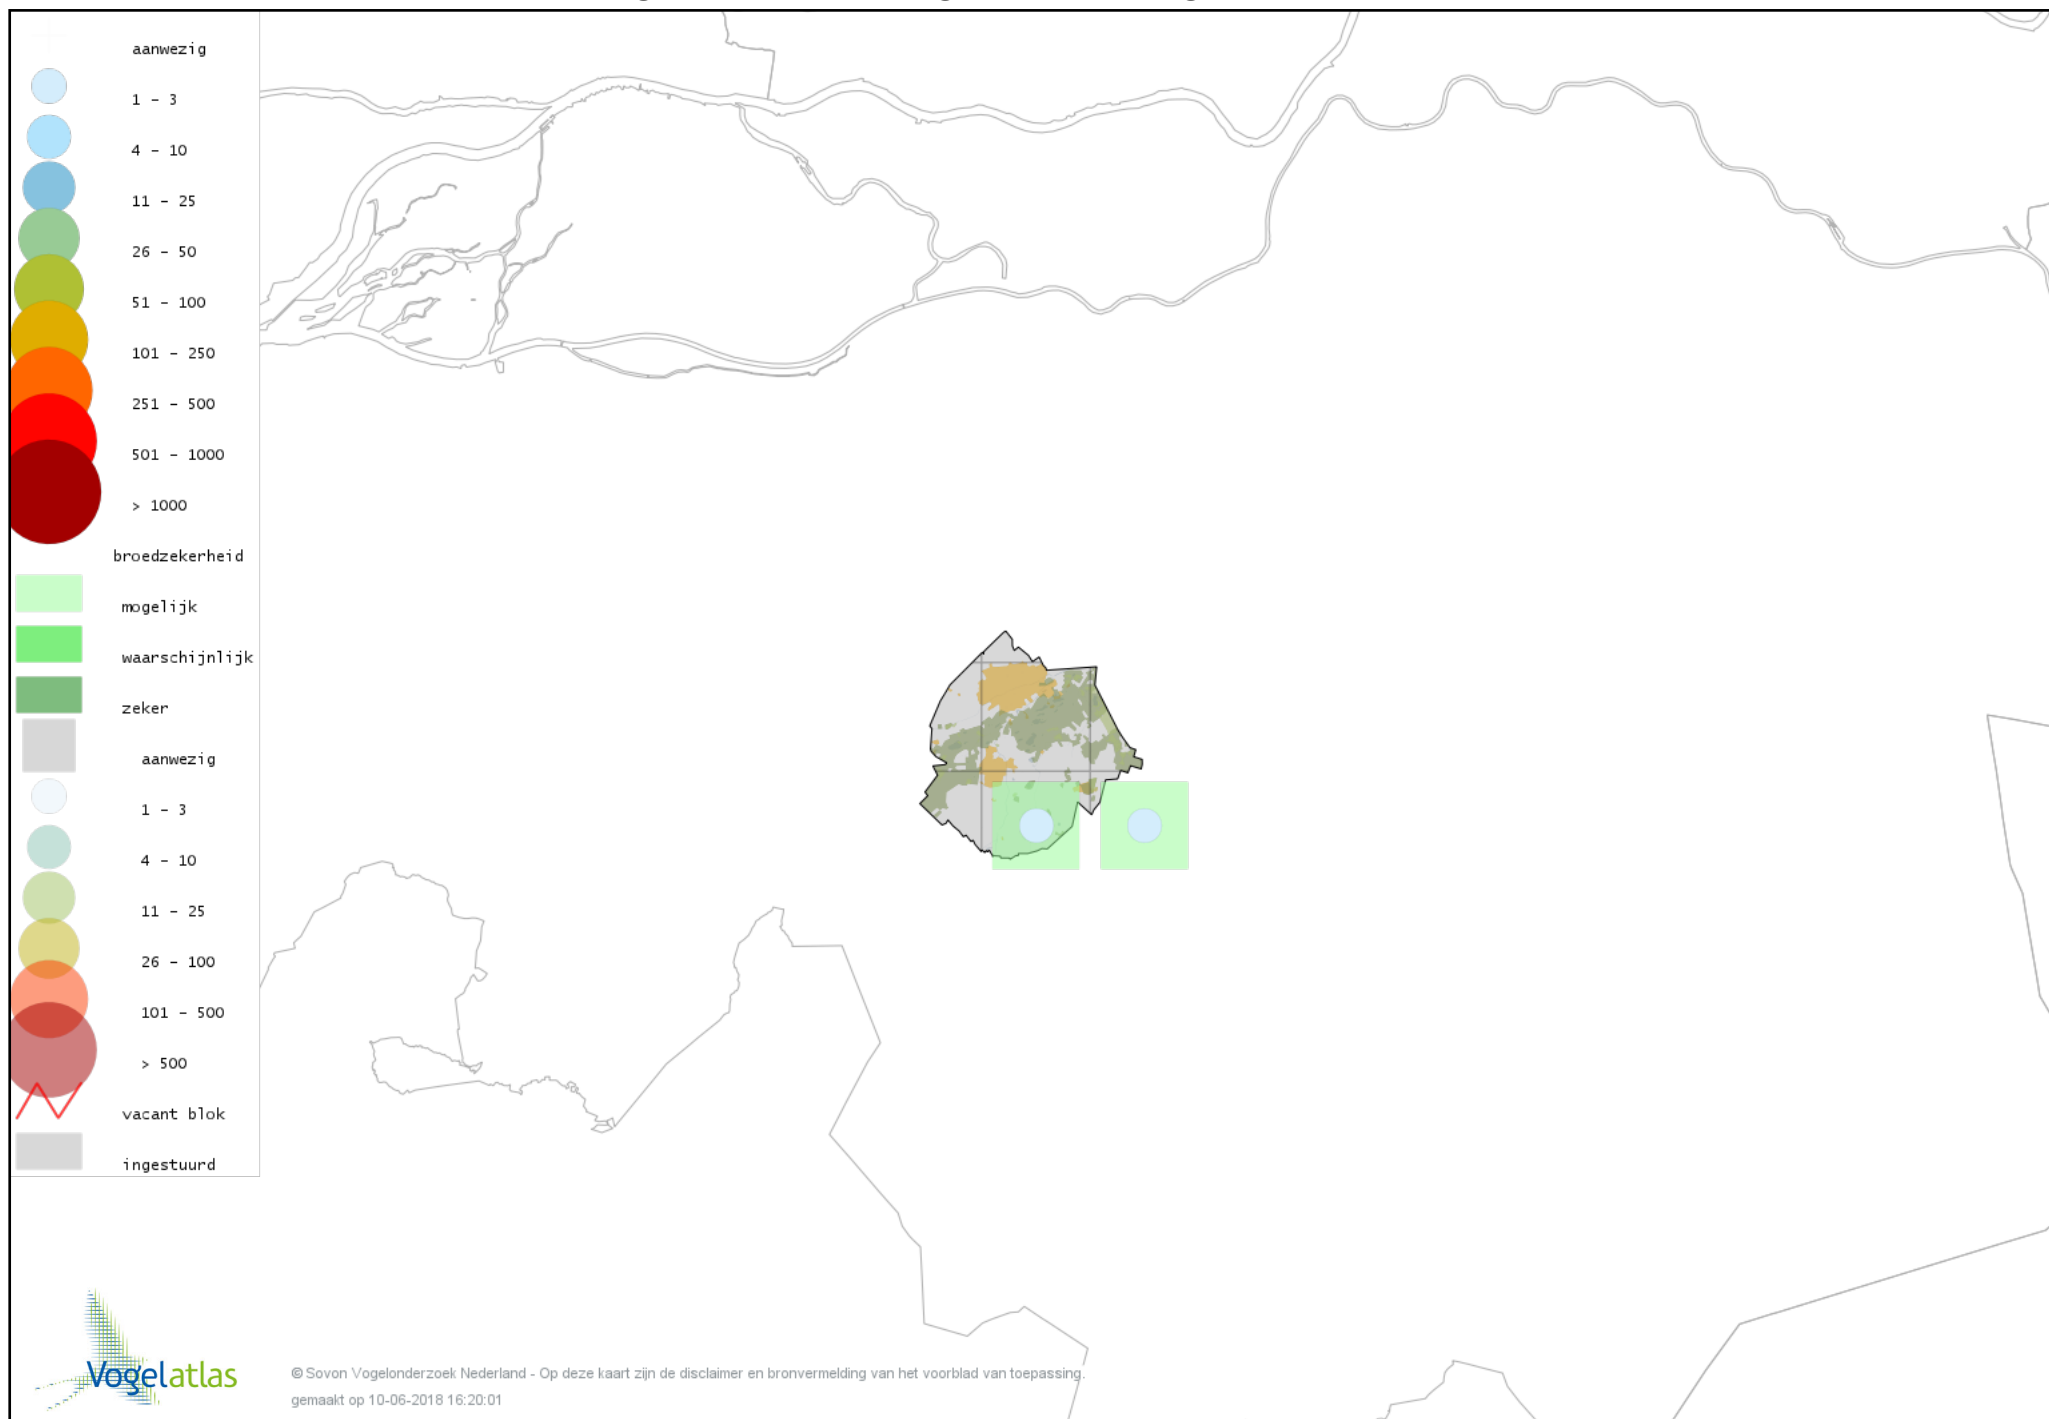 aanwezig
1 - 3
4 - 10
11 - 25
26 - 50
51 - 100
101 - 250
251 - 500
501 - 1000
> 1000
broedzekerheid
mogelijk
waarschijnlijk
zeker
aanwezig
1 - 3
4 - 10
11 - 25
26 - 100
101 - 500
> 500
vacant blok
ingestuurd
Vogelatlas
© Sovon Vogelonderzoek Nederland - Op deze kaart zijn de disclaimer en bronvermelding van het voorblad van toepassing.
gemaakt op 10-06-2018 16:20:01